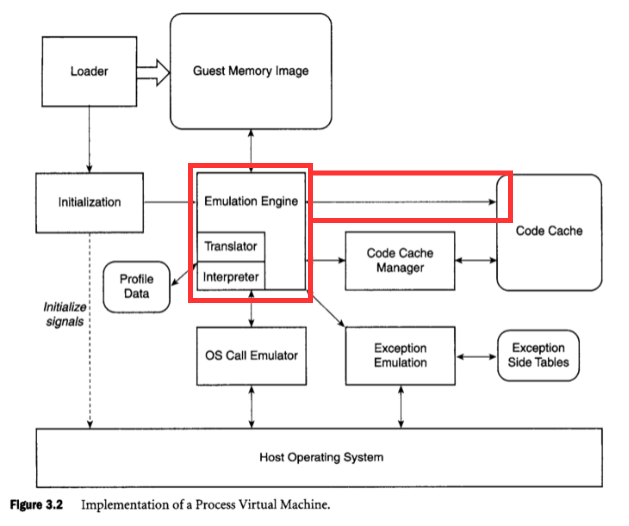 Loader
Guest Memory Image
Initialization
Emulation Engine
Translator
Interpreter
Code Cache
Code Cache
Manager
Profile
Data
Initialize
signals
OS Call Emulator
Exception
Emulation
Exception
Side Tables
Host Operating System
Figure 3.2 Implementation of a Process Virtual Machine.